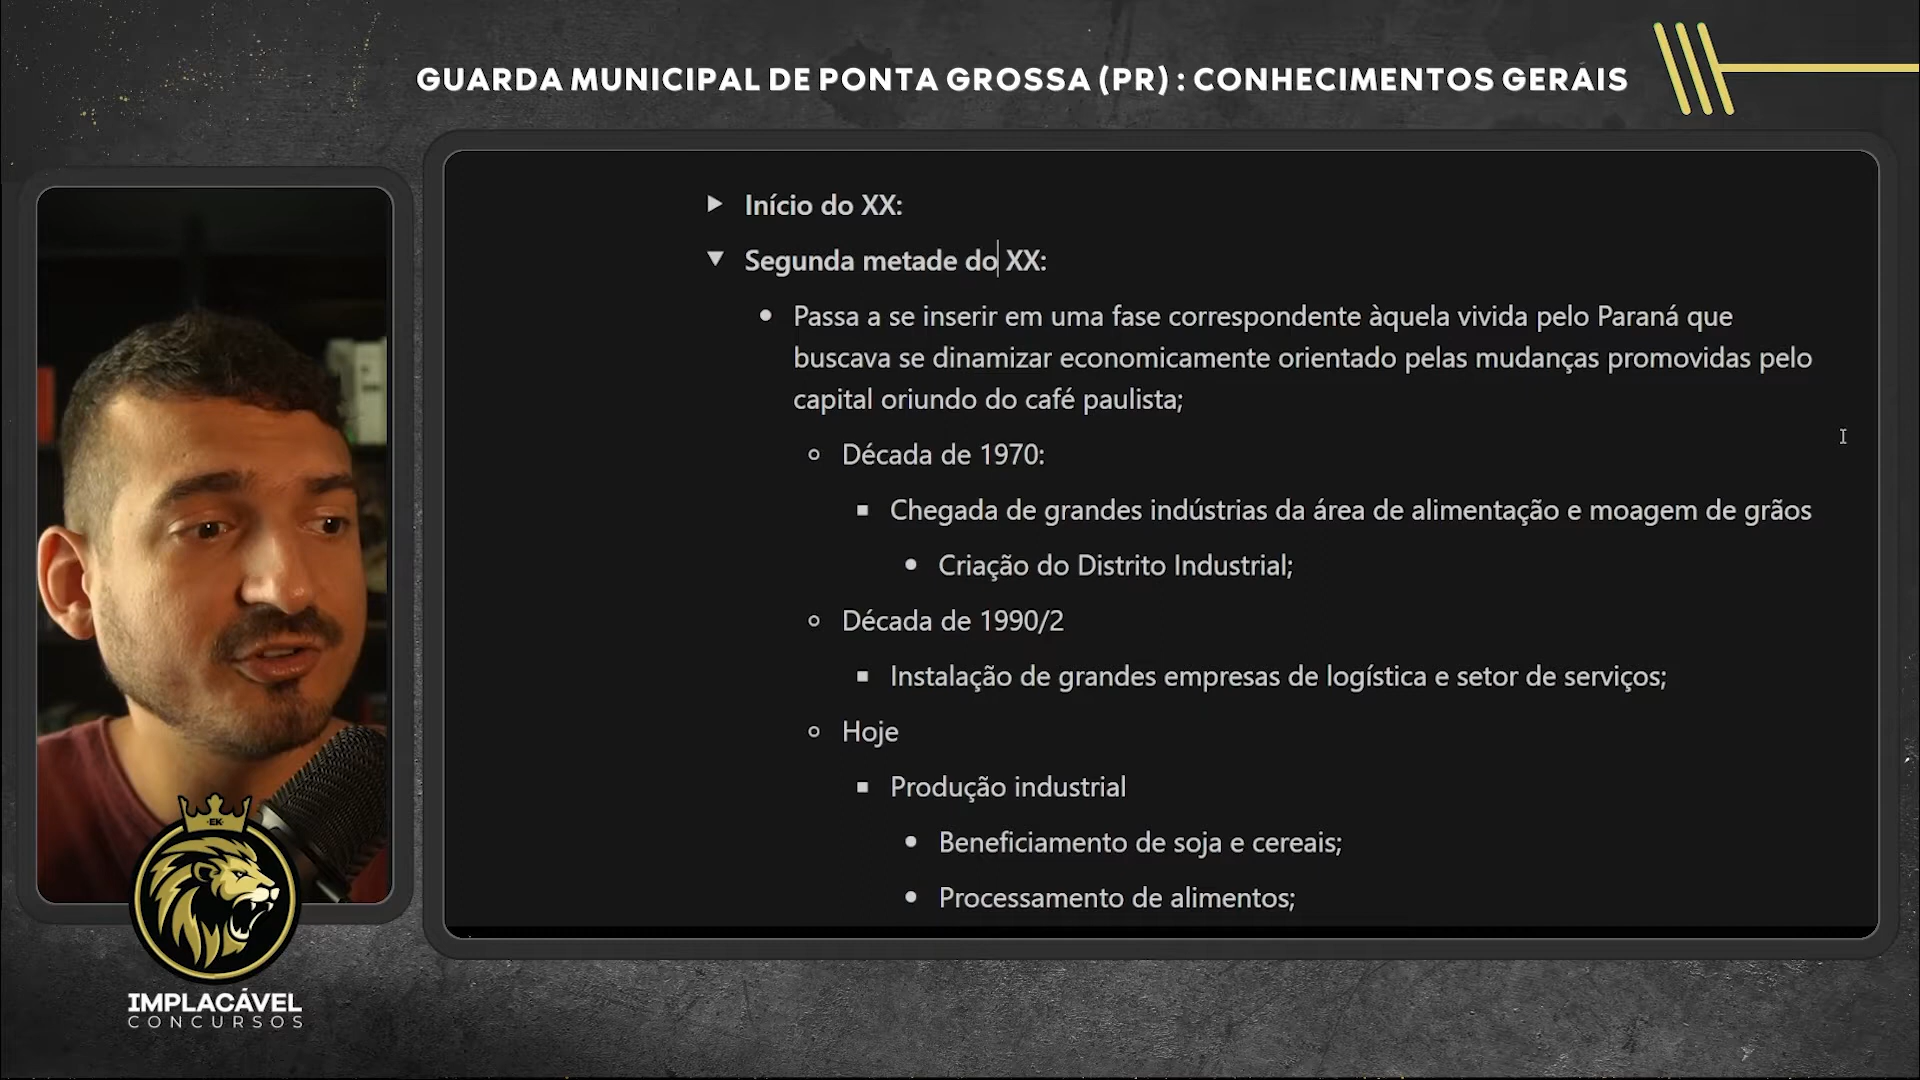 GUARDA MUNICIPAL DE PONTA GROSSA (PR) : CONHECIMENTOS GERAIS
Início do XX:
Segunda metade do XX:
Passa a se inserir em uma fase correspondente àquela vivida pelo Paraná que
buscava se dinamizar economicamente orientado pelas mudanças promovidas pelo
capital oriundo do café paulista;
Década de 1970:
Chegada de grandes indústrias da área de alimentação e moagem de grãos
Criação do Distrito Industrial;
Década de 1990/2
Instalação de grandes empresas de logística e setor de serviços;
Hoje
Produção industrial
Beneficiamento de soja e cereais;
Processamento de alimentos;
EK
IMPLACÁVEL
CONCURSOS